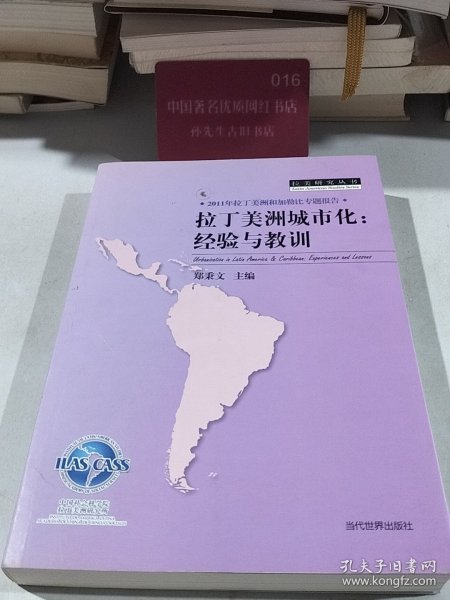 016
中国著名优质网红书店
孙先生古旧书店
拉美研究丛书
Latin American Studies Series
·2011年拉丁美洲和加勒比专题报告·
拉丁美洲城市化：
经验与教训
Urbanization in Latin America & Caribbean: Experiences and Lessons
郑秉文 主编
ILAS CASS
中国社会科学院
拉丁美洲研究所
当代世界出版社
孔夫子旧书网
www.kongfz.com